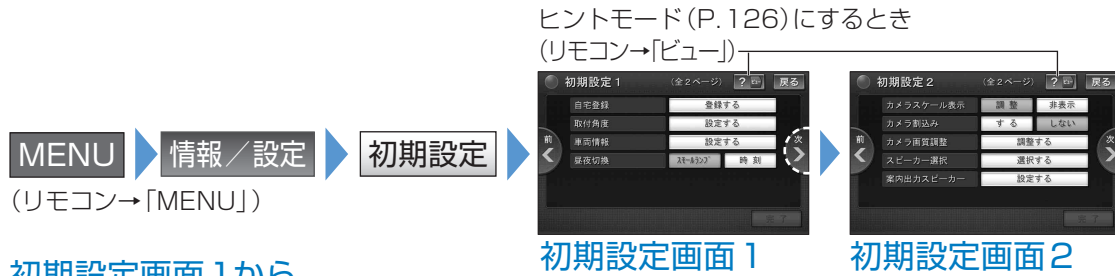 ヒントモード(P.126)にするとき
(リモコン→「ビュー」)
MENU
情報／設定
初期設定
(リモコン→「MENU」)
初期設定1
(全2ページ)
?
戻る
自宅登録
登録する
取付角度
設定する
車両情報
設定する
昼夜切換
スモールランプ
時刻
前
次
完了
初期設定画面1
初期設定2
(全2ページ)
?
戻る
カメラスケール表示
調整
非表示
カメラ割込み
する
しない
カメラ画質調整
調整する
スピーカー選択
選択する
案内出力スピーカー
設定する
前
次
完了
初期設定画面2
初期設定画面1から